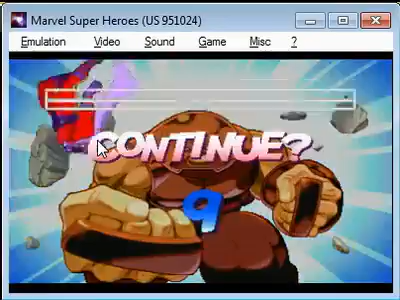 Marvel Super Heroes (US 951024)
Emulation Video Sound Game Misc ?
CONTINUE?
9